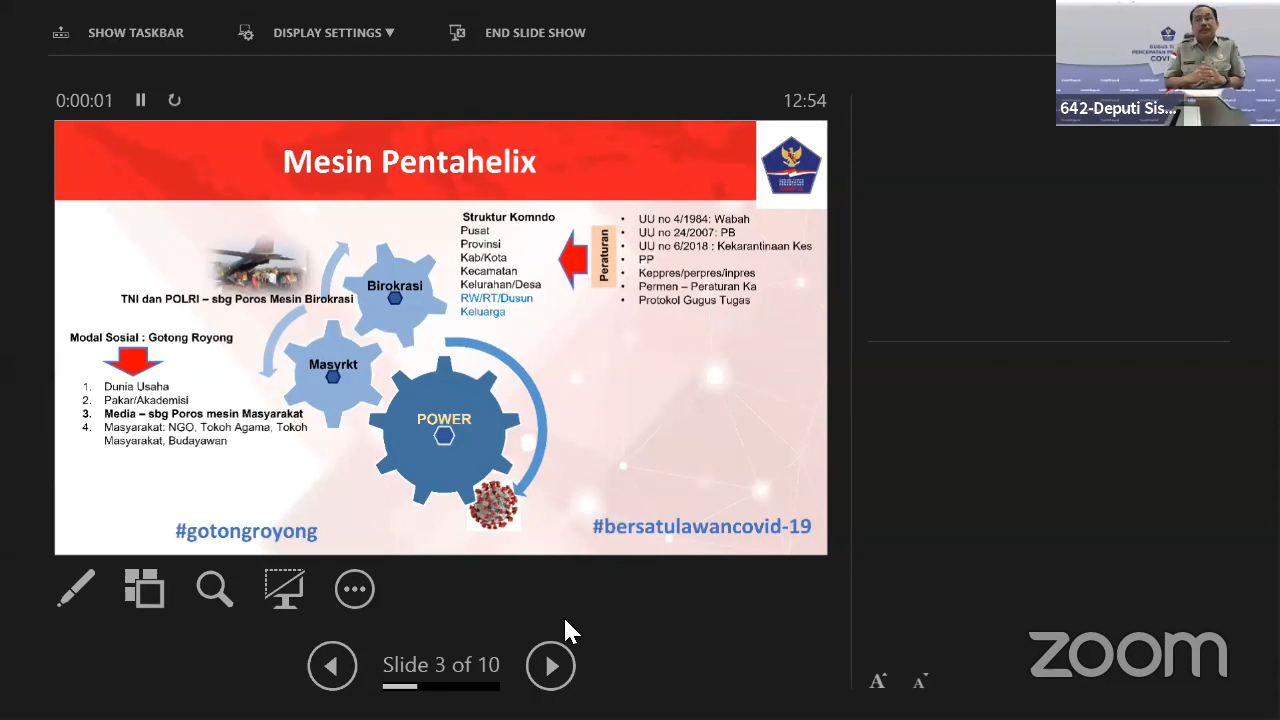 SHOW TASKBAR
DISPLAY SETTINGS ▼
END SLIDE SHOW
0:00:01
12:54
642-Deputi Sis...
Mesin Pentahelix
Struktur Komndo
Pusat
Provinsi
Kab/Kota
Kecamatan
Kelurahan/Desa
RW/RT/Dusun
Keluarga
Peraturan
• UU no 4/1984: Wabah
• UU no 24/2007: PB
• UU no 6/2018 : Kekarantinaan Kes
• PP
• Keppres/perpres/inpres
• Permen – Peraturan Ka
• Protokol Gugus Tugas
Birokrasi
TNI dan POLRI – sbg Poros Mesin Birokrasi
Modal Sosial : Gotong Royong
Masyrkt
1. Dunia Usaha
2. Pakar/Akademisi
3. Media – sbg Poros mesin Masyarakat
4. Masyarakat: NGO, Tokoh Agama, Tokoh
Masyarakat, Budayawan
POWER
#gotongroyong
#bersatulawancovid-19
Slide 3 of 10
zoom
A A